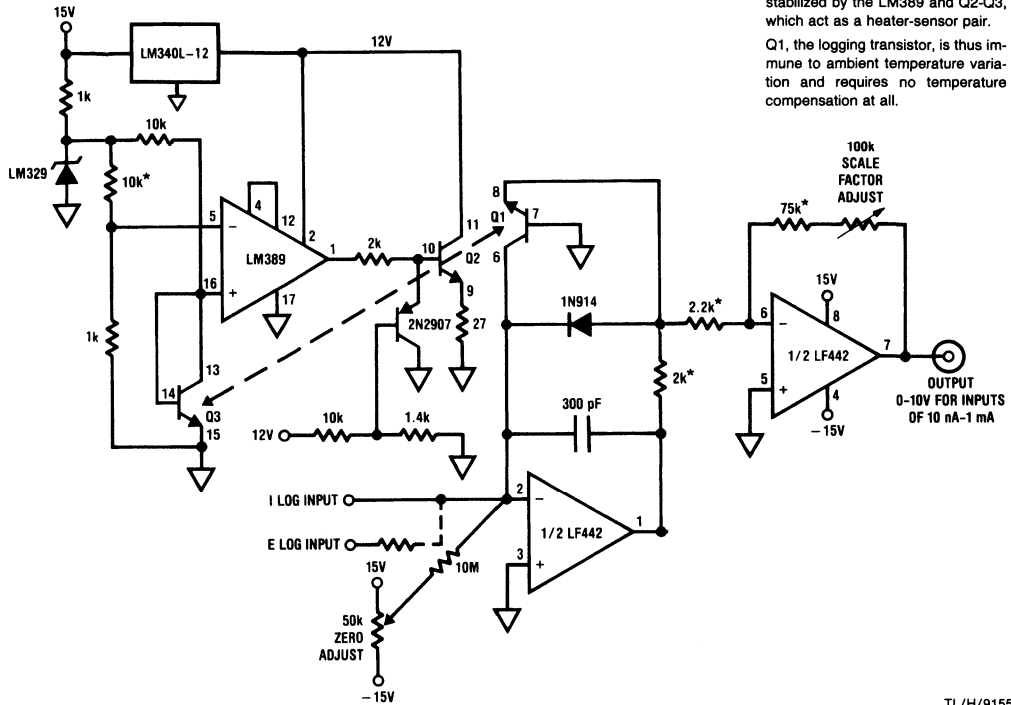 stabilized by the LM389 and Q2-Q3,
which act as a heater-sensor pair.
Q1, the logging transistor, is thus im-
mune to ambient temperature varia-
tion and requires no temperature
compensation at all.
15V
LM340L-12
12V
1k
10k
LM329
10k*
5
−
4
12
2
LM389
1
16
+
17
2k
10
11
Q2
9
27
2N2907
1k
13
14
Q3
15
12V
10k
1.4k
8
Q1
7
6
1N914
2.2k*
2k*
300 pF
100k
SCALE
FACTOR
ADJUST
75k*
15V
8
6
−
1/2 LF442
7
5
+
4
−15V
OUTPUT
0-10V FOR INPUTS
OF 10 nA-1 mA
I LOG INPUT
E LOG INPUT
2
−
1/2 LF442
1
3
+
10M
15V
50k
ZERO
ADJUST
−15V